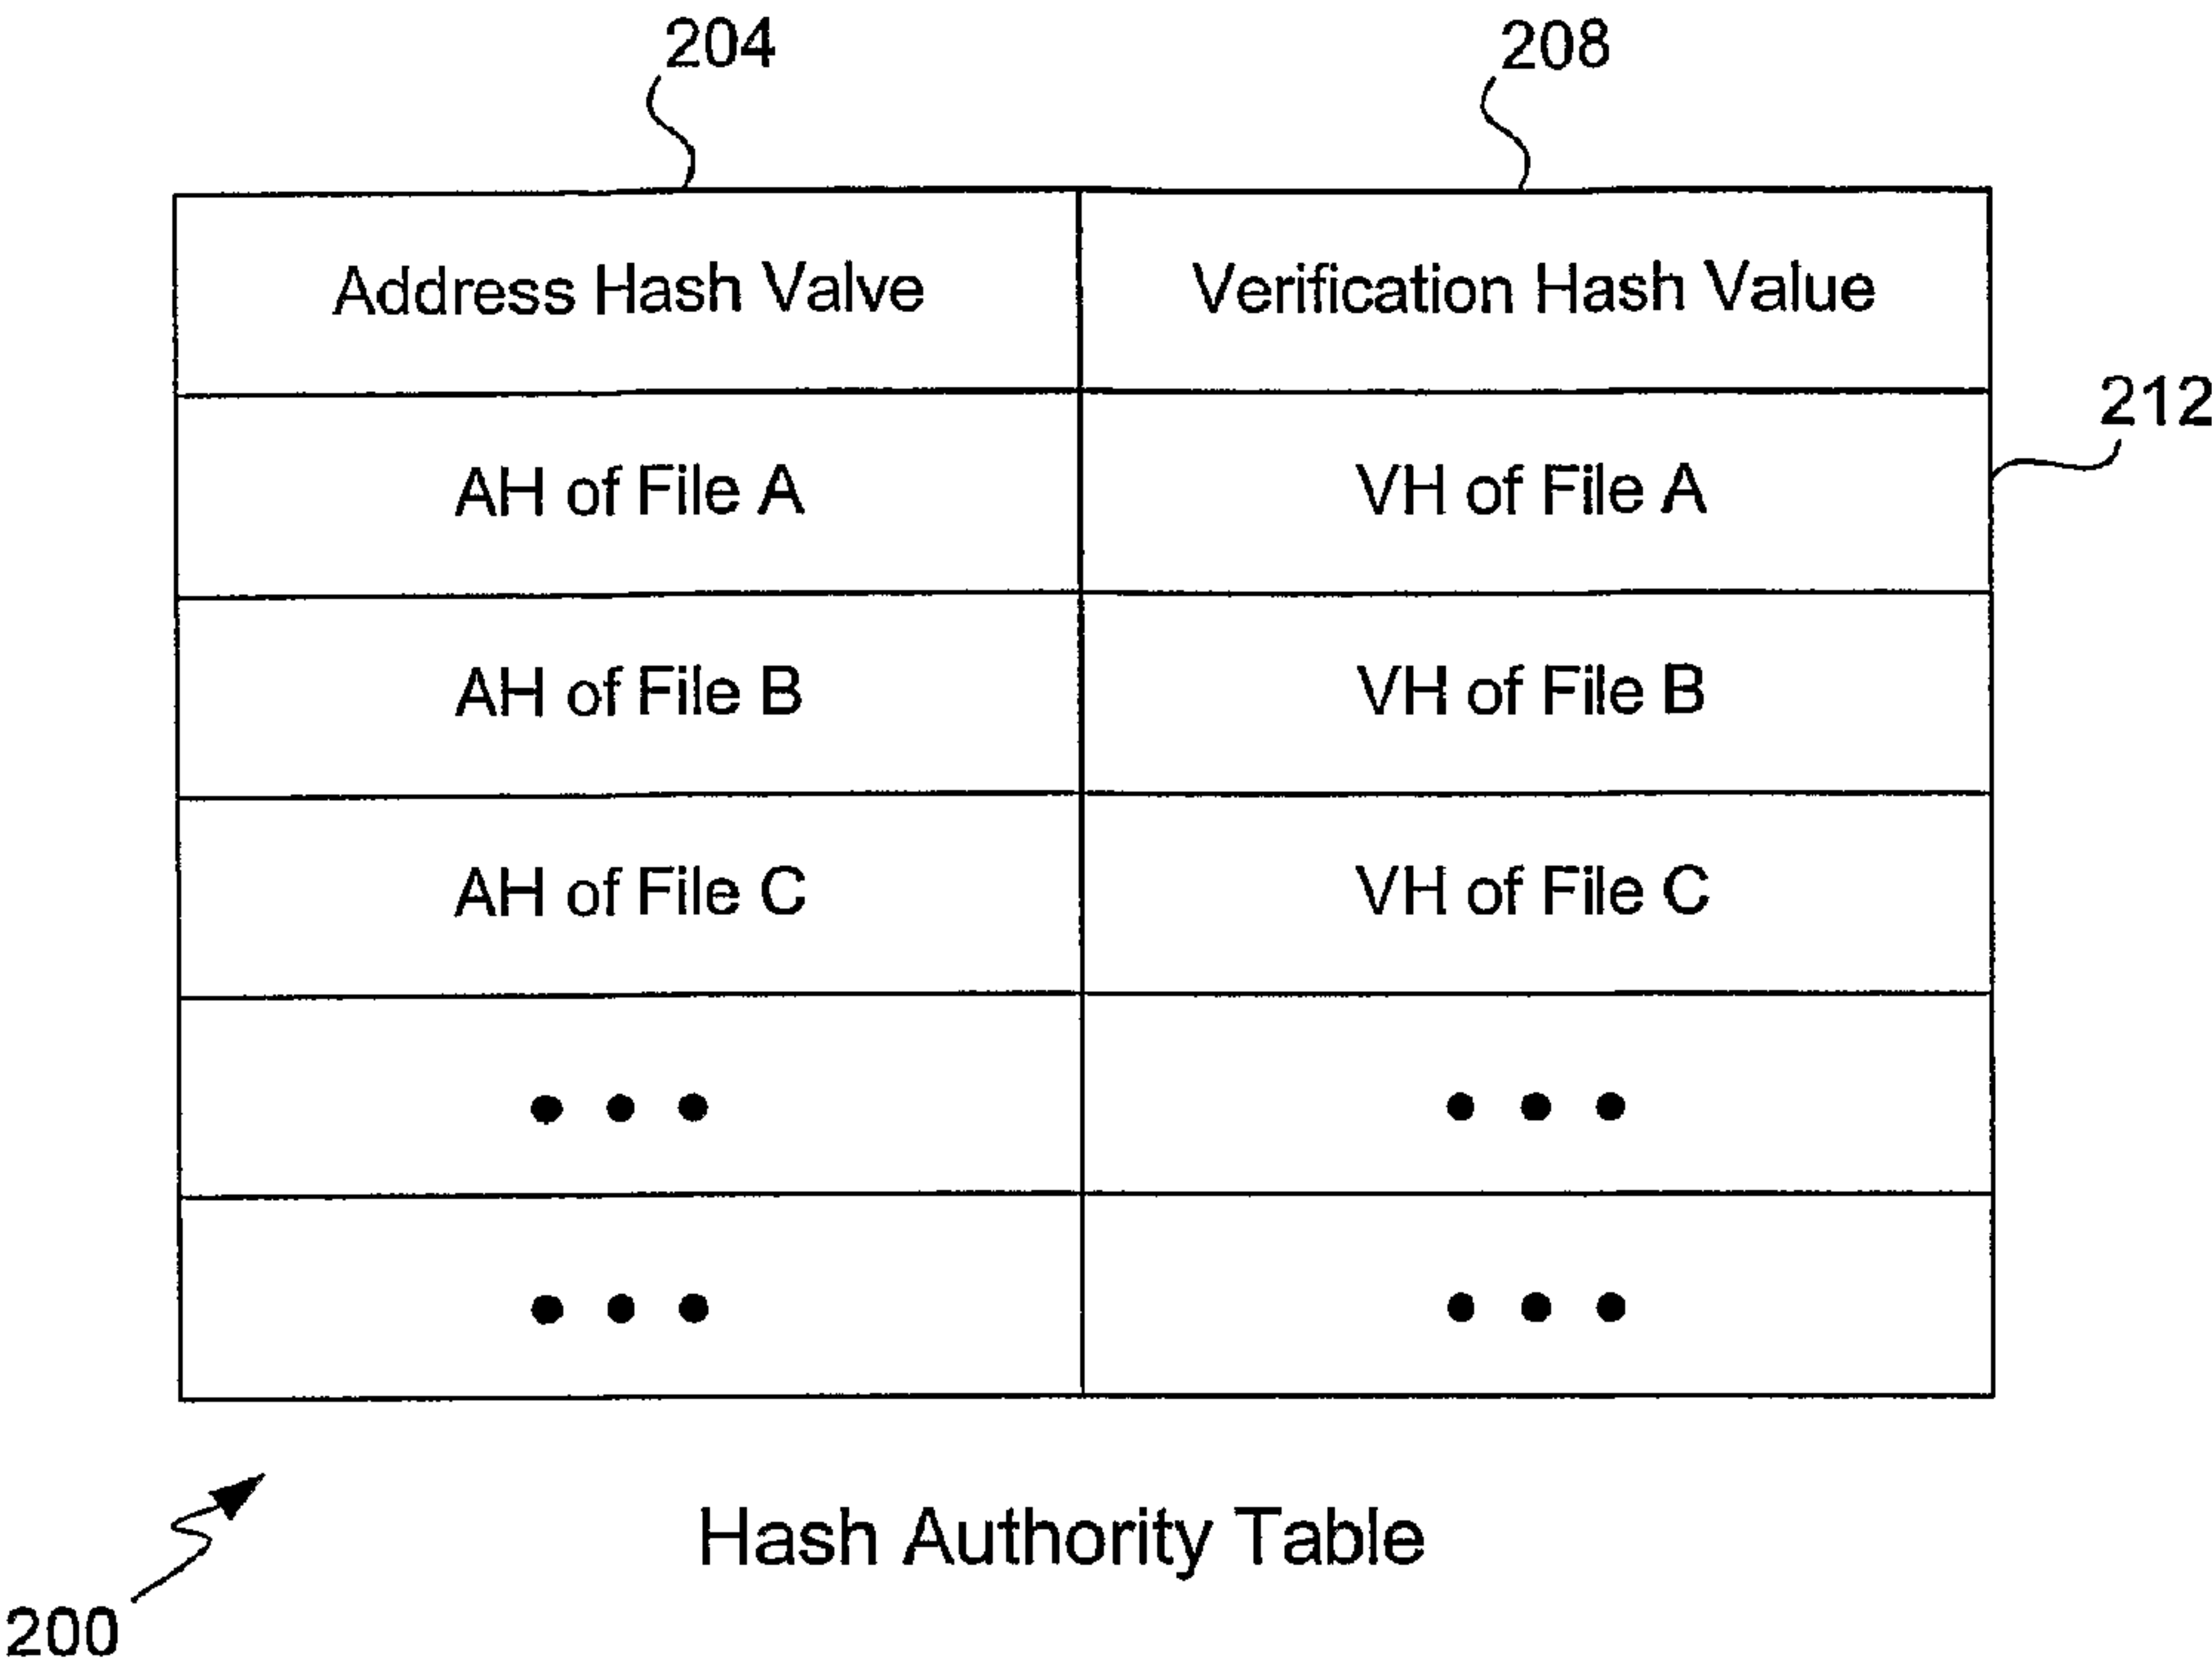 204 208
Address Hash Valve Verification Hash Value
212
AH of File A VH of File A
AH of File B VH of File B
AH of File C VH of File C
• • • • • •
• • • • • •
Hash Authority Table
200